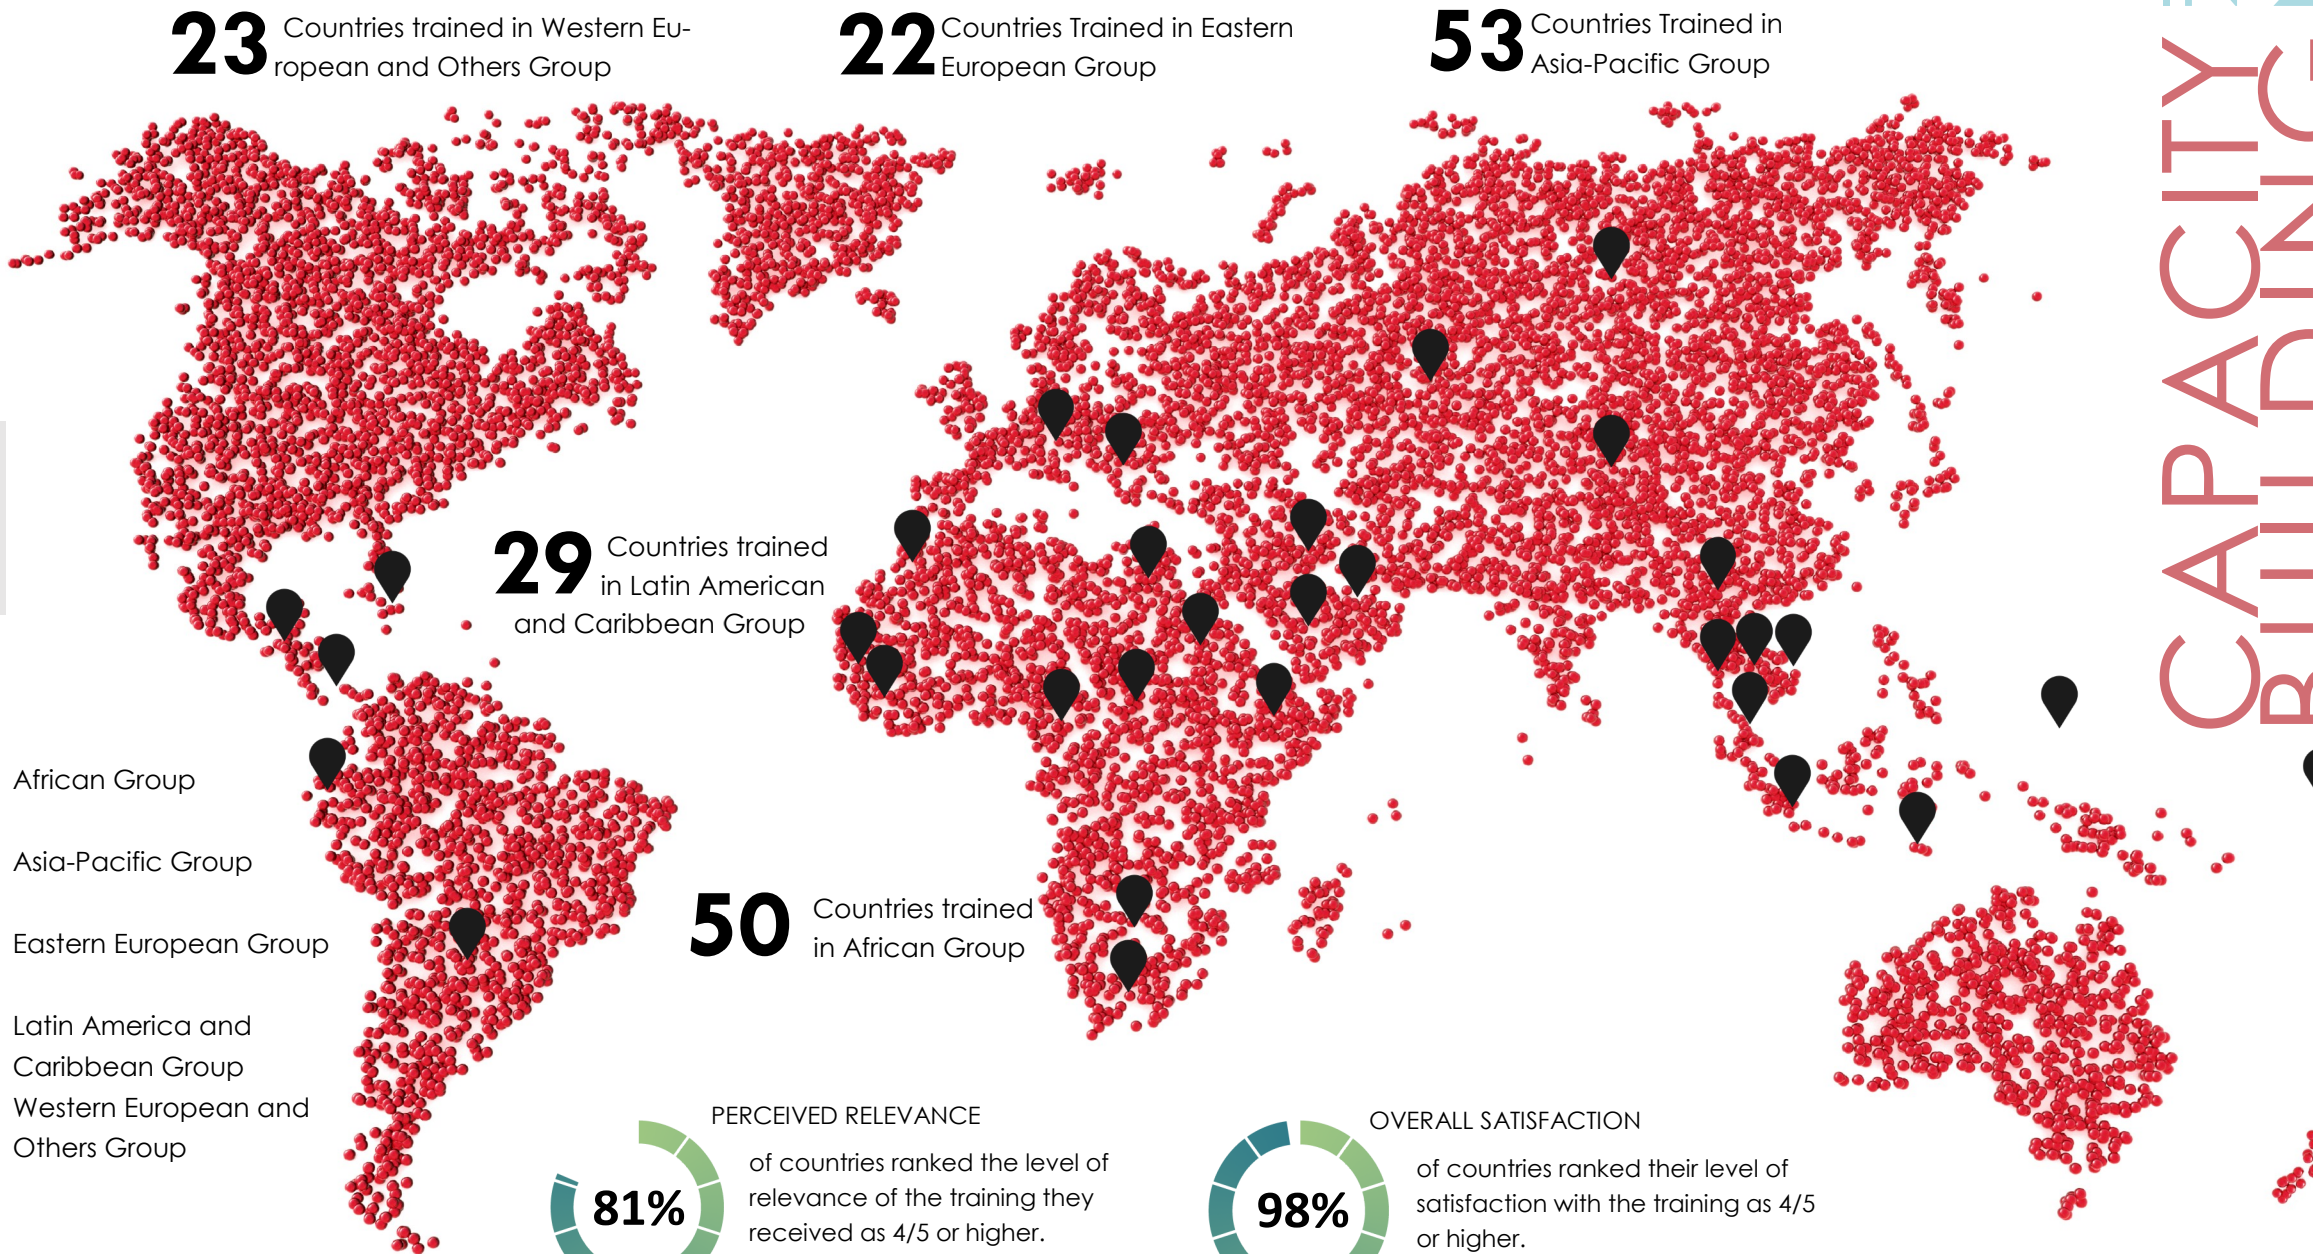 23 Countries trained in Western Eu-
ropean and Others Group
22 Countries Trained in Eastern
European Group
53 Countries Trained in
Asia-Pacific Group
CAPACITY
29 Countries trained
in Latin American
and Caribbean Group
50 Countries trained
in African Group
African Group
Asia-Pacific Group
Eastern European Group
Latin America and
Caribbean Group
Western European and
Others Group
PERCEIVED RELEVANCE
81%
of countries ranked the level of
relevance of the training they
received as 4/5 or higher.
OVERALL SATISFACTION
98%
of countries ranked their level of
satisfaction with the training as 4/5
or higher.